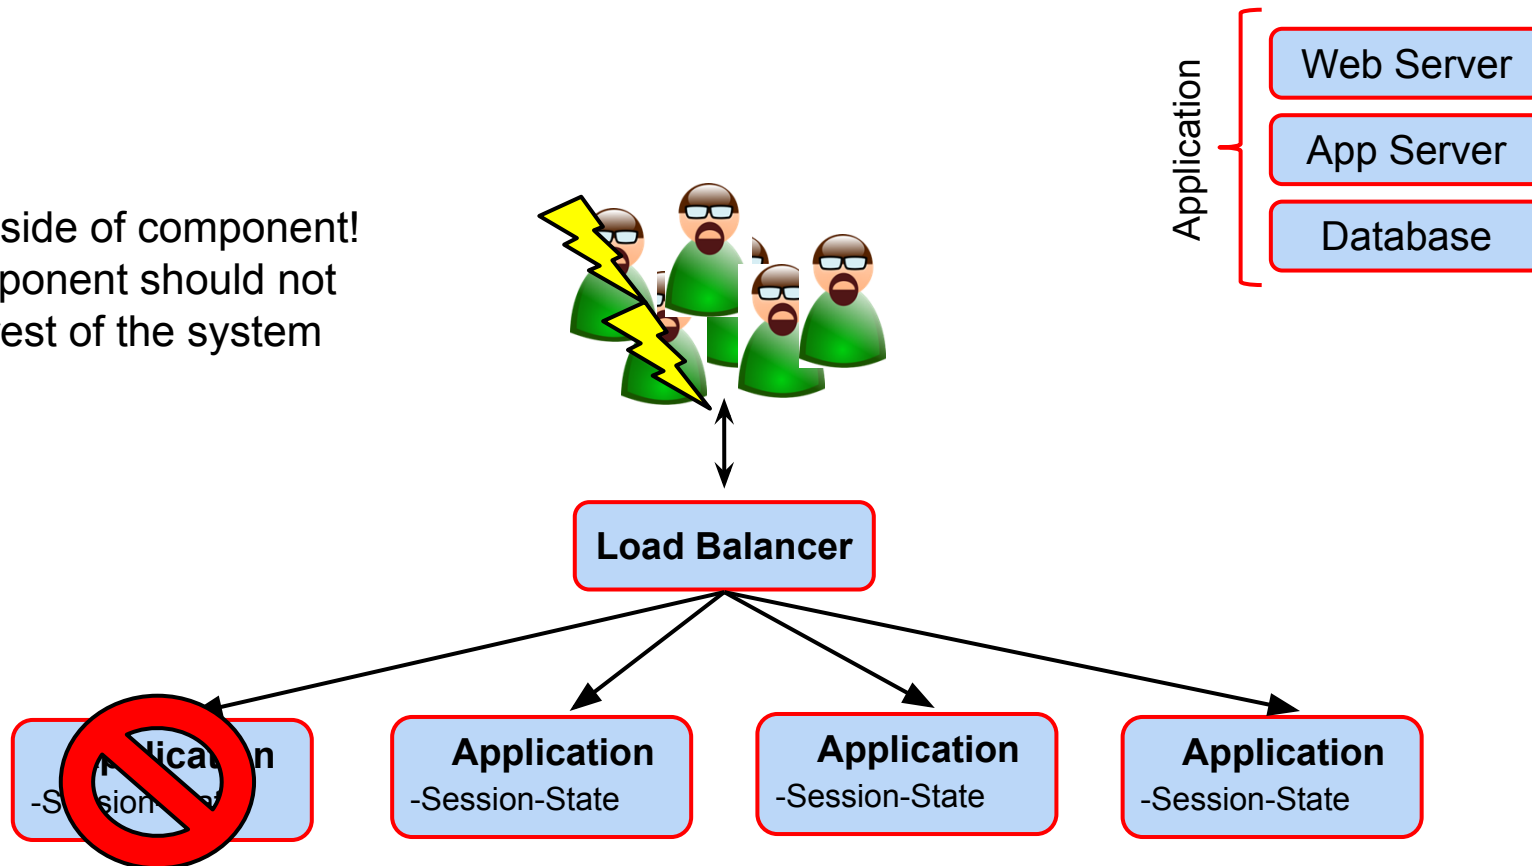 Web Server
Application
App Server
Database
side of component!
ponent should not
est of the system
Load Balancer
Application
-Session-State
Application
-Session-State
Application
-Session-State